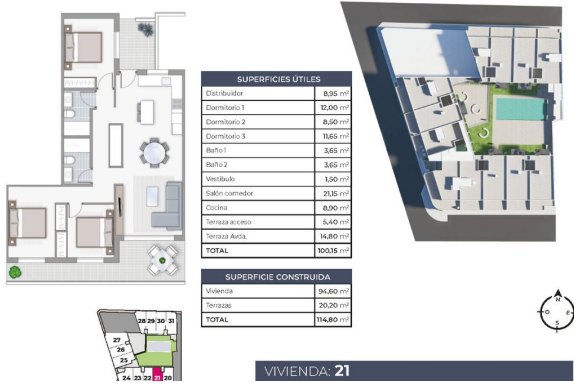 SUPERFICIES ÚTILES
Distribuidor 8,95 m²
Dormitorio 1 12,00 m²
Dormitorio 2 8,50 m²
Dormitorio 3 11,65 m²
Baño 1 3,65 m²
Baño 2 3,65 m²
Vestíbulo 1,50 m²
Salón comedor 21,15 m²
Cocina 8,90 m²
Terraza acceso 5,40 m²
Terraza Avda. 14,80 m²
TOTAL 100,15 m²
SUPERFICIE CONSTRUIDA
Vivienda 94,60 m²
Terrazas 20,20 m²
TOTAL 114,80 m²
N
O E
S
28 29 30 31
27
26
25
24 23 22 21 20
VIVIENDA: 21